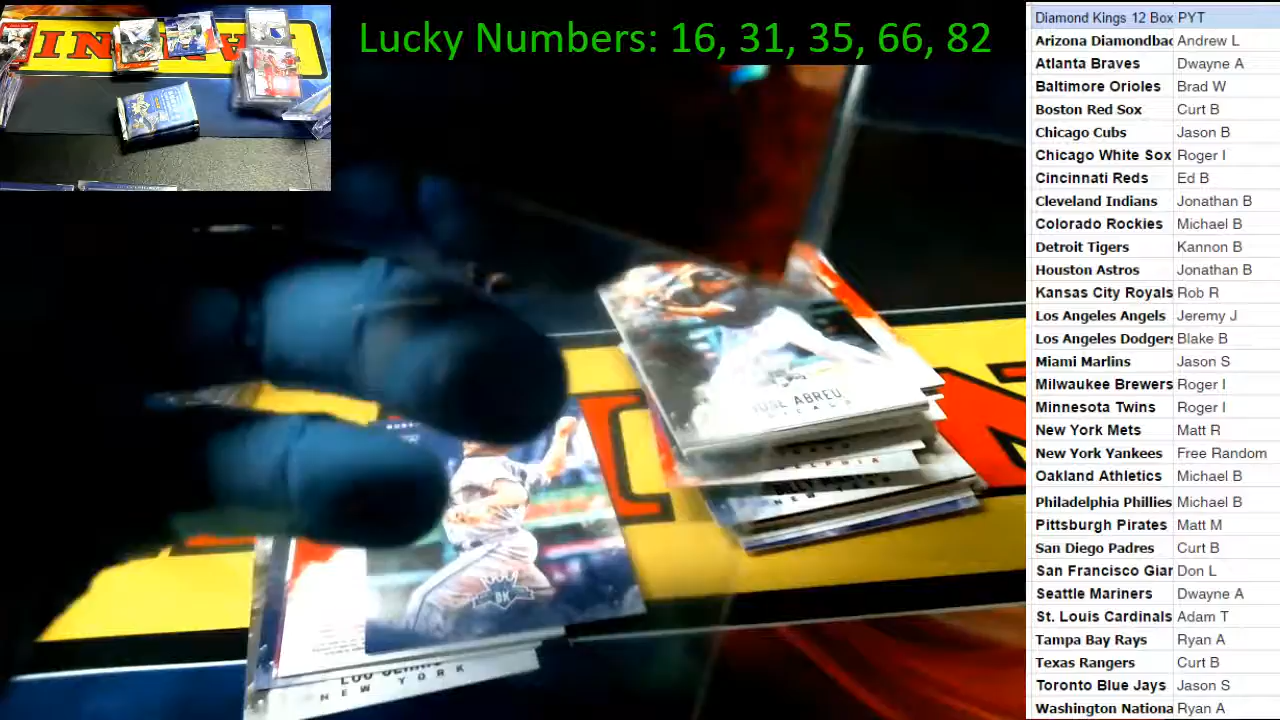 Lucky Numbers: 16, 31, 35, 66, 82
Diamond Kings 12 Box PYT
Arizona Diamondbac Andrew L
Atlanta Braves Dwayne A
Baltimore Orioles Brad W
Boston Red Sox Curt B
Chicago Cubs Jason B
Chicago White Sox Roger I
Cincinnati Reds Ed B
Cleveland Indians Jonathan B
Colorado Rockies Michael B
Detroit Tigers Kannon B
Houston Astros Jonathan B
Kansas City Royals Rob R
Los Angeles Angels Jeremy J
Los Angeles Dodgers Blake B
Miami Marlins Jason S
Milwaukee Brewers Roger I
Minnesota Twins Roger I
New York Mets Matt R
New York Yankees Free Random
Oakland Athletics Michael B
Philadelphia Phillies Michael B
Pittsburgh Pirates Matt M
San Diego Padres Curt B
San Francisco Gian Don L
Seattle Mariners Dwayne A
St. Louis Cardinals Adam T
Tampa Bay Rays Ryan A
Texas Rangers Curt B
Toronto Blue Jays Jason S
Washington Nationa Ryan A
JOSE ABREU
NEW YORK
DK
LOU
NEW YORK